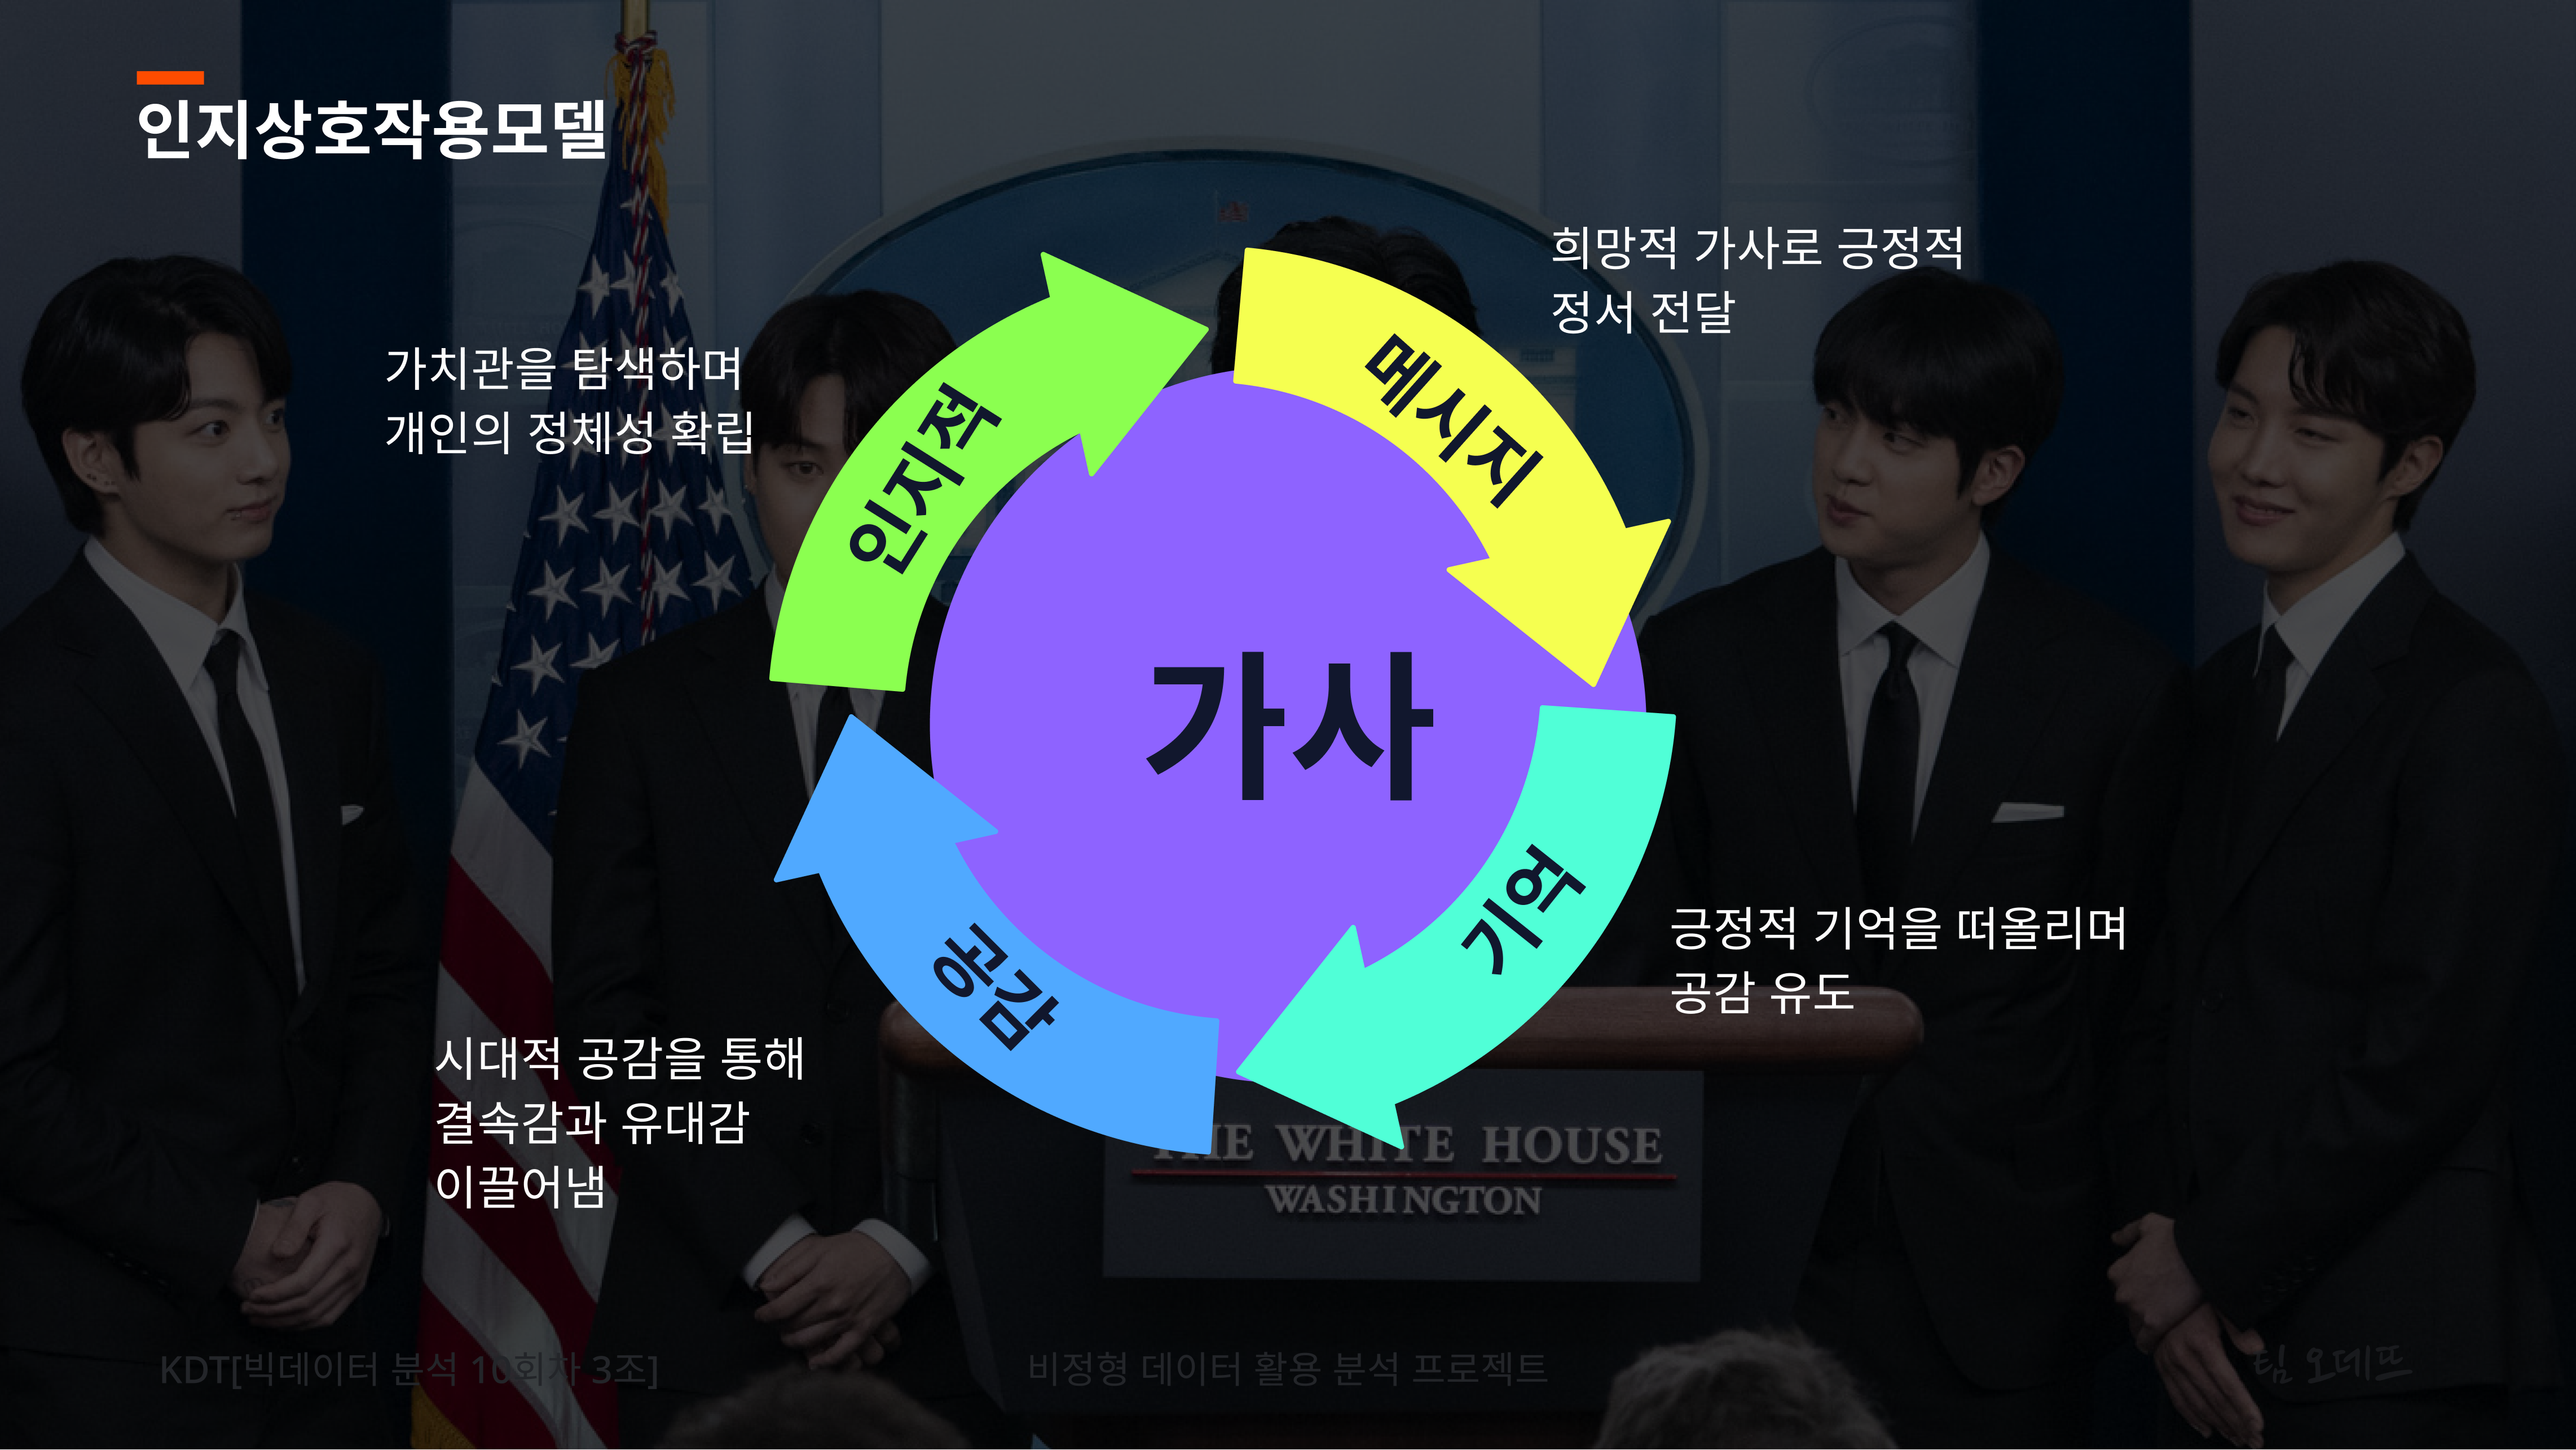 인지상호작용모델
희망적 가사로 긍정적
정서 전달
가치관을 탐색하며
개인의 정체성 확립
인지적
메시지
가사
기억
공감
긍정적 기억을 떠올리며
공감 유도
시대적 공감을 통해
결속감과 유대감
이끌어냄
THE WHITE HOUSE
WASHINGTON
KDT[빅데이터 분석 10회차 3조]
비정형 데이터 활용 분석 프로젝트
팀 오데뜨